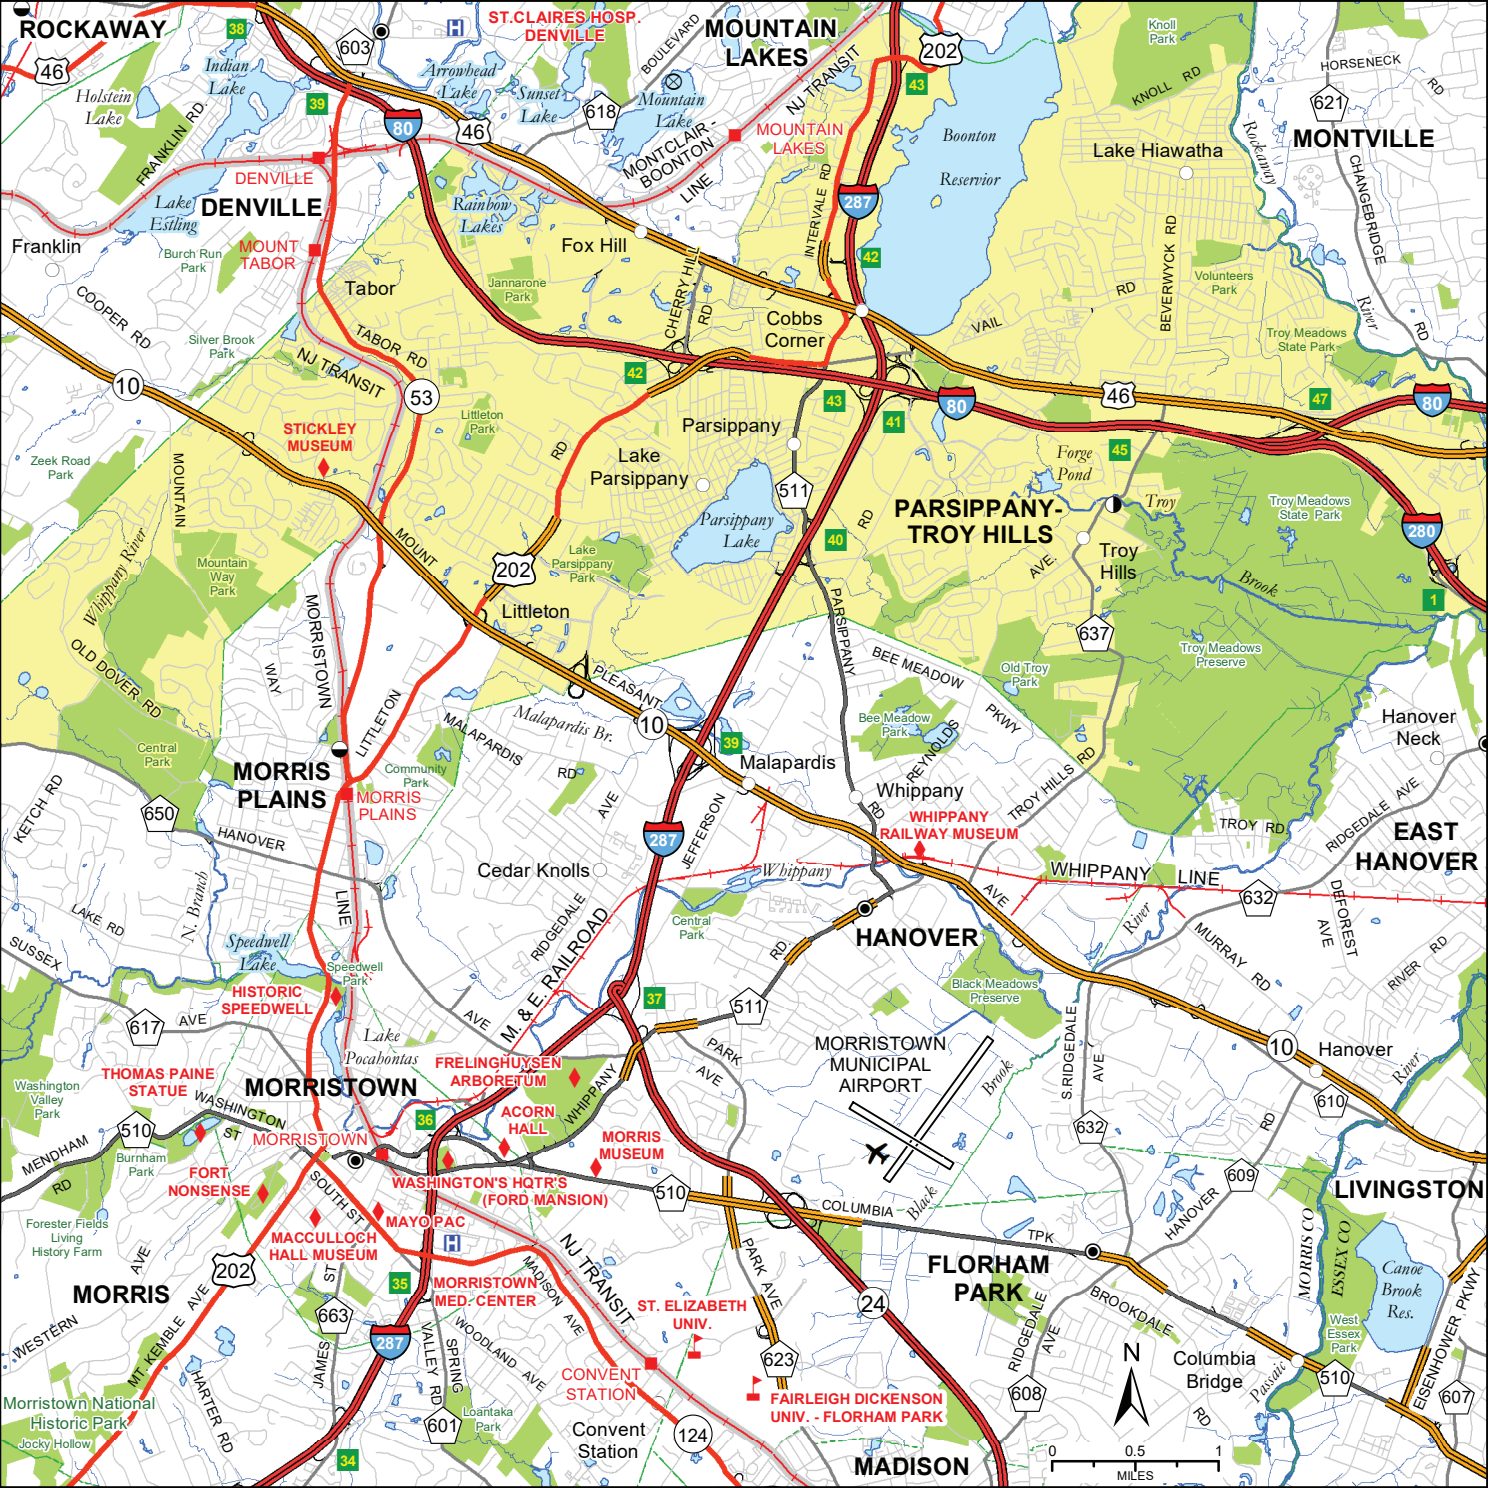 ROCKAWAY
38
603
H
ST.CLAIRES HOSP.
DENVILLE
BOULEVARD
MOUNTAIN
LAKES
NJ TRANSIT
202
43
Knoll
Park
KNOLL RD
HORSENECK
RD
621
MONTVILLE
46
Holstein
Lake
Indian
Lake
39
FRANKLIN RD.
80
46
Arrowhead
Lake
Sunset
Lake
618
Mountain
Lake
MONTCLAIR -
BOONTON
LINE
MOUNTAIN
LAKES
Boonton
Reservior
Lake Hiawatha
Rockaway
River
CHANGEBRIDGE
RD
DENVILLE
DENVILLE
Lake
Estling
Rainbow
Lakes
INTERVALE RD
287
42
Franklin
Burch Run
Park
MOUNT
TABOR
Tabor
Jannarone
Park
Fox Hill
CHERRY HILL
RD
Cobbs
Corner
VAIL
RD
BEVERWYCK RD
Volunteers
Park
Troy Meadows
State Park
COOPER RD
Silver Brook
Park
TABOR RD
NJ TRANSIT
10
53
42
43
41
80
46
47
80
STICKLEY
MUSEUM
Littleton
Park
Parsippany
Lake
Parsippany
RD
511
Forge
Pond
45
Zeek Road
Park
MOUNTAIN
WAY
PARSIPPANY-
TROY HILLS
Parsippany
Lake
RD
40
Troy
Brook
Troy Meadows
State Park
280
1
Troy
Hills
AVE.
637
Whippany River
Mountain
Way
Park
MOUNT
202
Lake
Parsippany
Park
Littleton
PLEASANT
PARSIPPANY
RD
OLD DOVER RD
MORRISTOWN
LINE
LITTLETON
BEE MEADOW
PKWY
Old Troy
Park
Troy Meadows
Preserve
MALAPARDIS
RD
Malapardis Br.
10
39
Bee Meadow
Park
REYNOLDS
Central
Park
MORRIS
PLAINS
MORRIS
PLAINS
Community
Park
Malapardis
Whippany
TROY HILLS RD
Hanover
Neck
KETCH RD
650
HANOVER
AVE
AVE
287
JEFFERSON
WHIPPANY
RAILWAY MUSEUM
TROY RD.
RIDGEDALE AVE
EAST
HANOVER
Cedar Knolls
Whippany
River
WHIPPANY LINE
AVE
632
DEFOREST
AVE
LAKE RD
N. Branch
RIDGEDALE
M. & E. RAILROAD
Central
Park
RD.
HANOVER
MURRAY RD
RIVER RD
SUSSEX
AVE
Speedwell
Lake
Speedwell
Park
HISTORIC
SPEEDWELL
37
511
Black Meadows
Preserve
617
Lake
Pocahontas
PARK
AVE
MORRISTOWN
MUNICIPAL
AIRPORT
Brook
Black
S.RIDGEDALE
AVE
10
Hanover
River
610
THOMAS PAINE
STATUE
MORRISTOWN
FRELINGHUYSEN
ARBORETUM
WHIPPANY
Washington
Valley
Park
WASHINGTON
ST
36
ACORN
HALL
510
MENDHAM
RD
Burnham
Park
MORRISTOWN
MORRIS
MUSEUM
632
RD
FORT
NONSENSE
SOUTH ST
WASHINGTON'S HQTR'S
(FORD MANSION)
510
COLUMBIA
TPK
609
HANOVER
LIVINGSTON
Forester Fields
Living
History Farm
MACCULLOCH
HALL MUSEUM
MAYO PAC
H
AVE
202
ST
35
MORRISTOWN
MED. CENTER
MADISON AVE
NJ TRANSIT
PARK AVE
FLORHAM
PARK
MORRIS CO
ESSEX CO
Canoe
Brook
Res.
MORRIS
WESTERN
MT. KEMBLE AVE
663
JAMES
287
VALLEY RD
SPRING
WOODLAND AVE
ST. ELIZABETH
UNIV.
24
RIDGEDALE
AVE
BROOKDALE
RD
West
Essex
Park
EISENHOWER PKWY
HARTER RD
CONVENT
STATION
623
N
Columbia
Bridge
Passaic
510
607
Morristown National
Historic Park
Jocky Hollow
601
Loantaka
Park
Convent
Station
124
FAIRLEIGH DICKENSON
UNIV. - FLORHAM PARK
608
34
MADISON
0 0.5 1
MILES